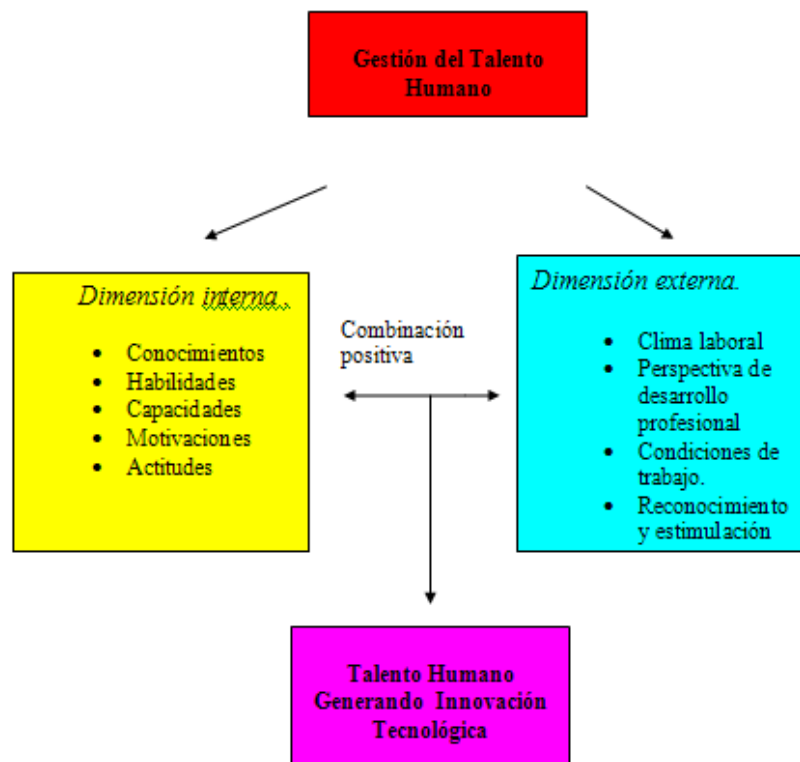 Gestión del Talento
Humano
Dimensión interna .
• Conocimientos
• Habilidades
• Capacidades
• Motivaciones
• Actitudes
Combinación
positiva
Dimensión externa.
• Clima laboral
• Perspectiva de
desarrollo
profesional
• Condiciones de
trabajo.
• Reconocimiento
y estimulación
Talento Humano
Generando Innovación
Tecnológica